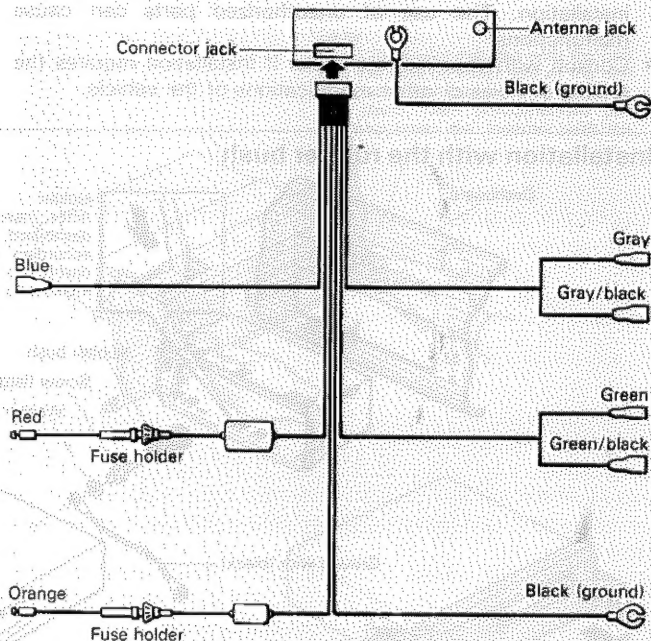 Connector jack
Antenna jack
Black (ground)
Gray
Blue
Gray/black
Green
Red
Green/black
Fuse holder
Orange
Black (ground)
Fuse holder